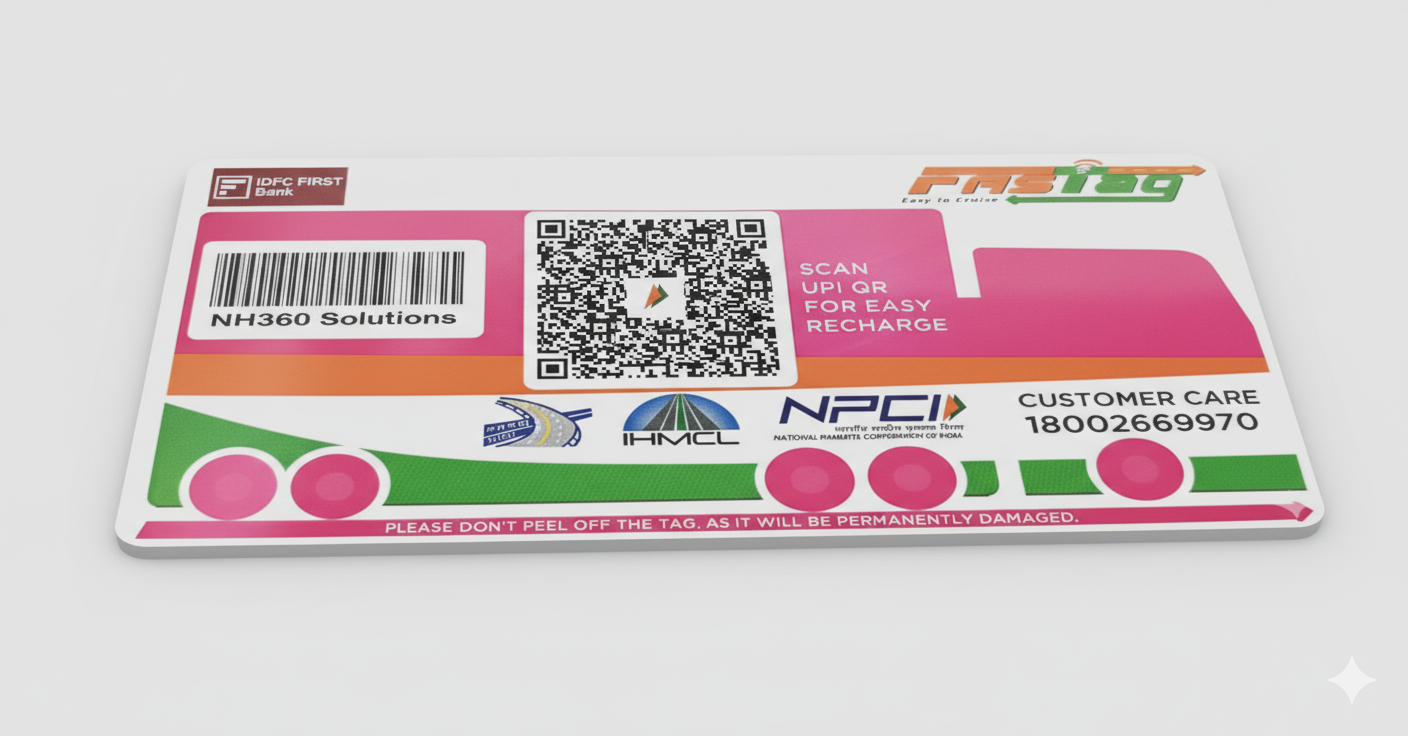 IDFC FIRST
Bank
FASTag
Easy to Cruise
NH360 Solutions
SCAN
UPI QR
FOR EASY
RECHARGE
IHMCL
NPCI
CUSTOMER CARE
18002669970
PLEASE DON'T PEEL OFF THE TAG. AS IT WILL BE PERMANENTLY DAMAGED.